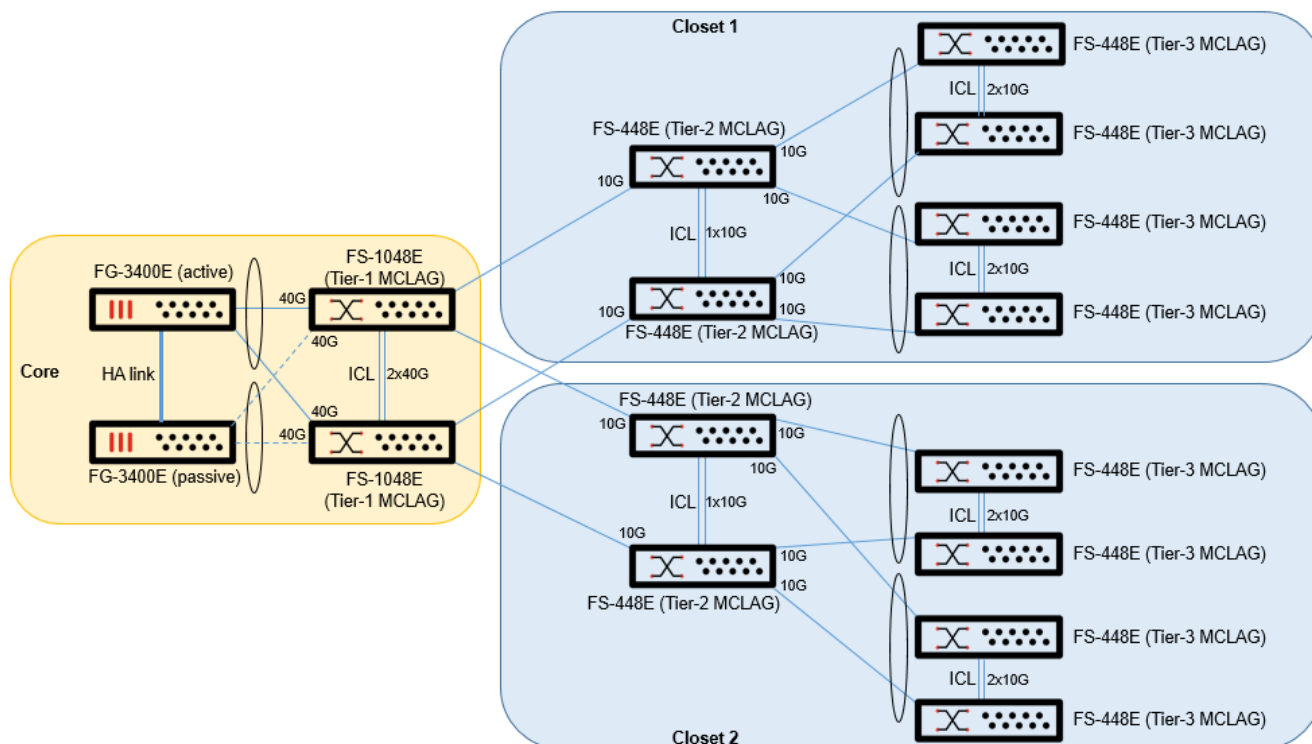 Closet 1
FS-448E (Tier-3 MCLAG)
ICL
2x10G
FS-448E (Tier-3 MCLAG)
FS-448E (Tier-2 MCLAG)
10G
10G
10G
ICL
1x10G
FS-448E (Tier-3 MCLAG)
ICL
2x10G
FS-448E (Tier-3 MCLAG)
10G
10G
10G
FS-448E (Tier-2 MCLAG)
Core
FG-3400E (active)
FS-1048E
(Tier-1 MCLAG)
40G
40G
HA link
ICL
2x40G
40G
40G
FG-3400E (passive)
FS-1048E
(Tier-1 MCLAG)
FS-448E (Tier-2 MCLAG)
10G
10G
10G
ICL
1x10G
FS-448E (Tier-3 MCLAG)
ICL
2x10G
FS-448E (Tier-3 MCLAG)
10G
10G
10G
FS-448E (Tier-2 MCLAG)
FS-448E (Tier-3 MCLAG)
ICL
2x10G
FS-448E (Tier-3 MCLAG)
Closet 2